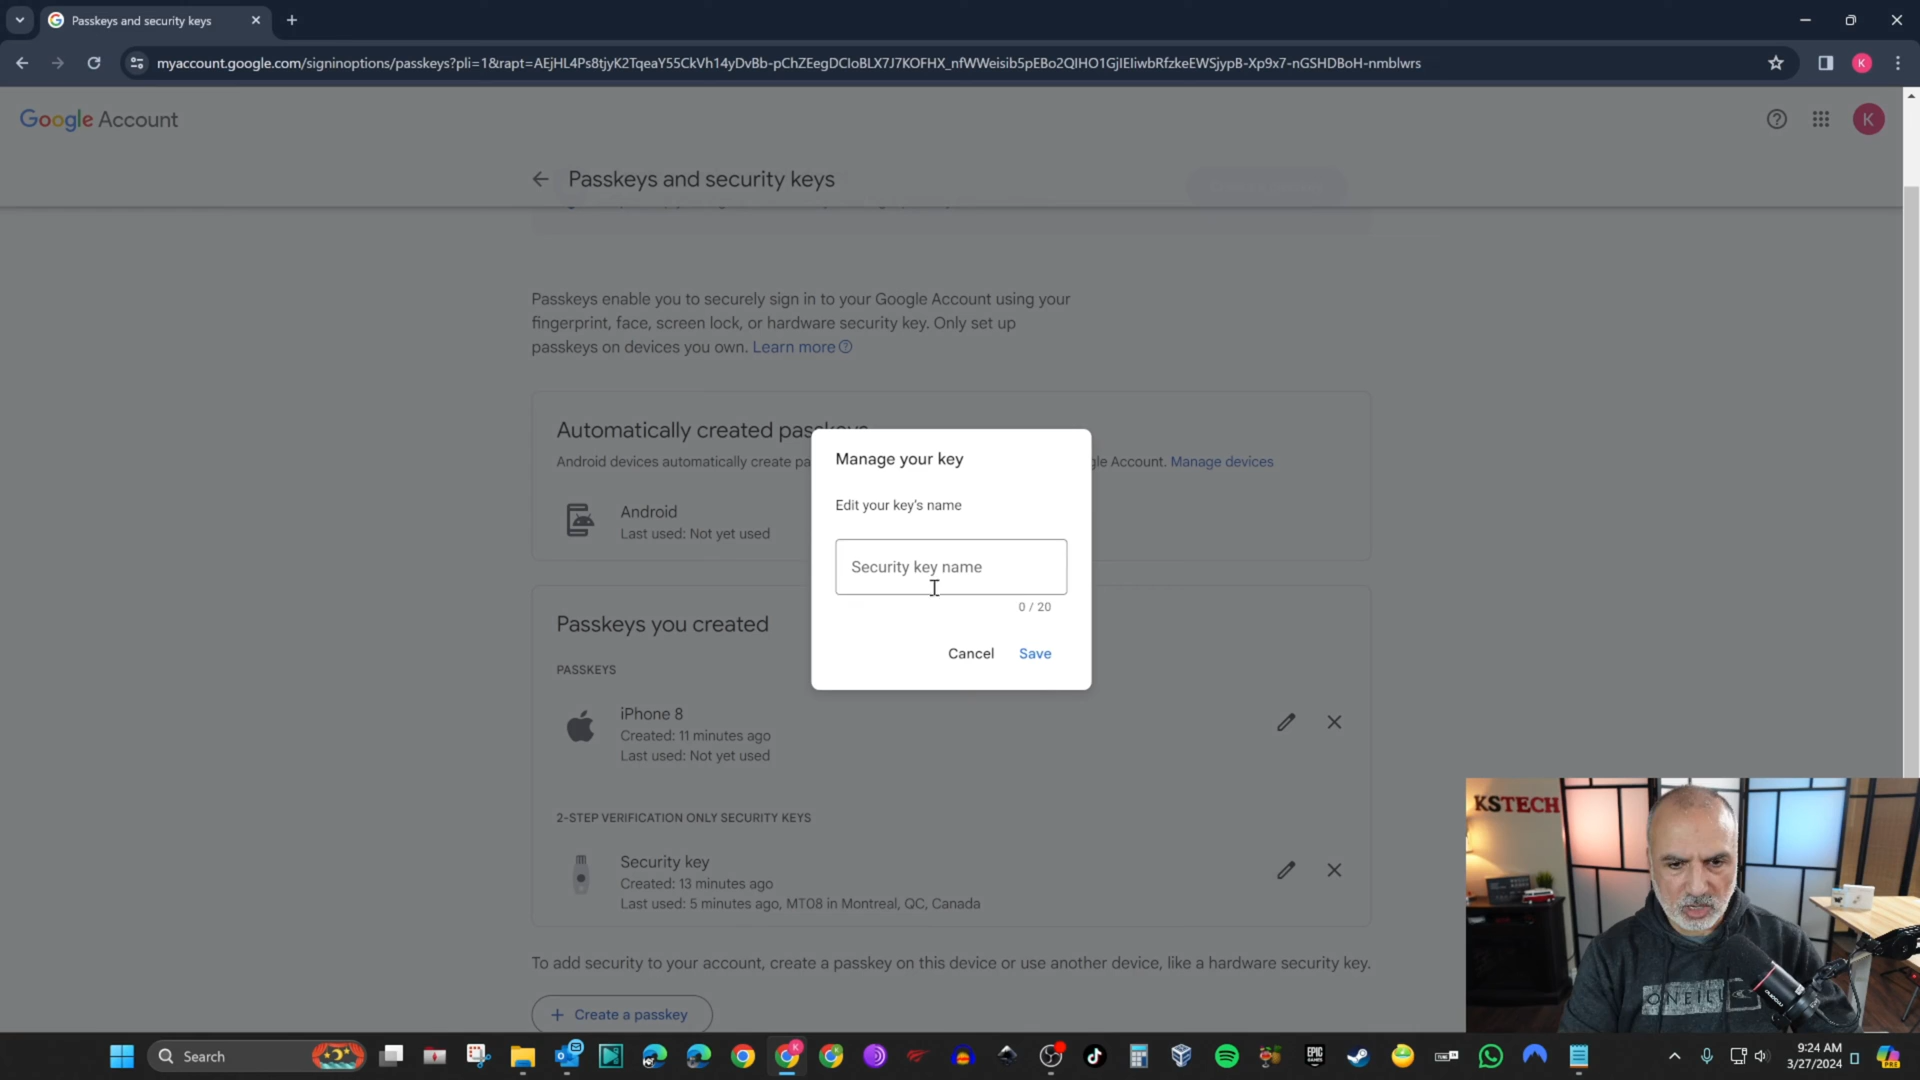 Passkeys and security keys
myaccount.google.com/signinoptions/passkeys?pli=1&rapt=AEjHL4Ps8tjyK2TqeaY55CkVh14yDvBb-pChZEegDCIoBLX7J7KOFHX_nfWWeisib5pEBo2QIHO1GjIEIiwbRfzkeEWSjypB-Xp9x7-nGSHDBoH-nmblwrs
K
Google Account
K
Passkeys and security keys
Passkeys enable you to securely sign in to your Google Account using your
fingerprint, face, screen lock, or hardware security key. Only set up
passkeys on devices you own. Learn more
Automatically created passkeys
Android devices automatically create pa
gle Account. Manage devices
Android
Last used: Not yet used
Manage your key
Edit your key's name
Security key name
0 / 20
Cancel Save
Passkeys you created
PASSKEYS
iPhone 8
Created: 11 minutes ago
Last used: Not yet used
2-STEP VERIFICATION ONLY SECURITY KEYS
Security key
Created: 13 minutes ago
Last used: 5 minutes ago, MT08 in Montreal, QC, Canada
To add security to your account, create a passkey on this device or use another device, like a hardware security key.
+ Create a passkey
KSTECH
ONEILL
Search
EPIC
GAMES
9:24 AM
3/27/2024
PRE